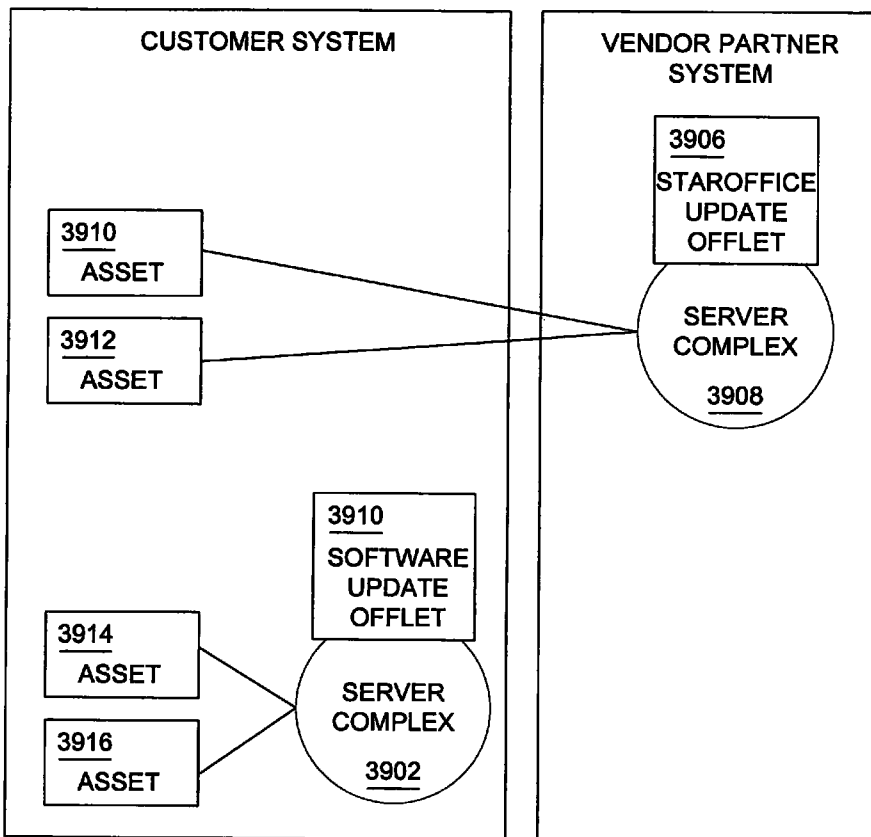 CUSTOMER SYSTEM
VENDOR PARTNER
SYSTEM
3906
STAROFFICE
UPDATE
OFFLET
3910
ASSET
3912
ASSET
SERVER
COMPLEX
3908
3910
SOFTWARE
UPDATE
OFFLET
3914
ASSET
3916
ASSET
SERVER
COMPLEX
3902